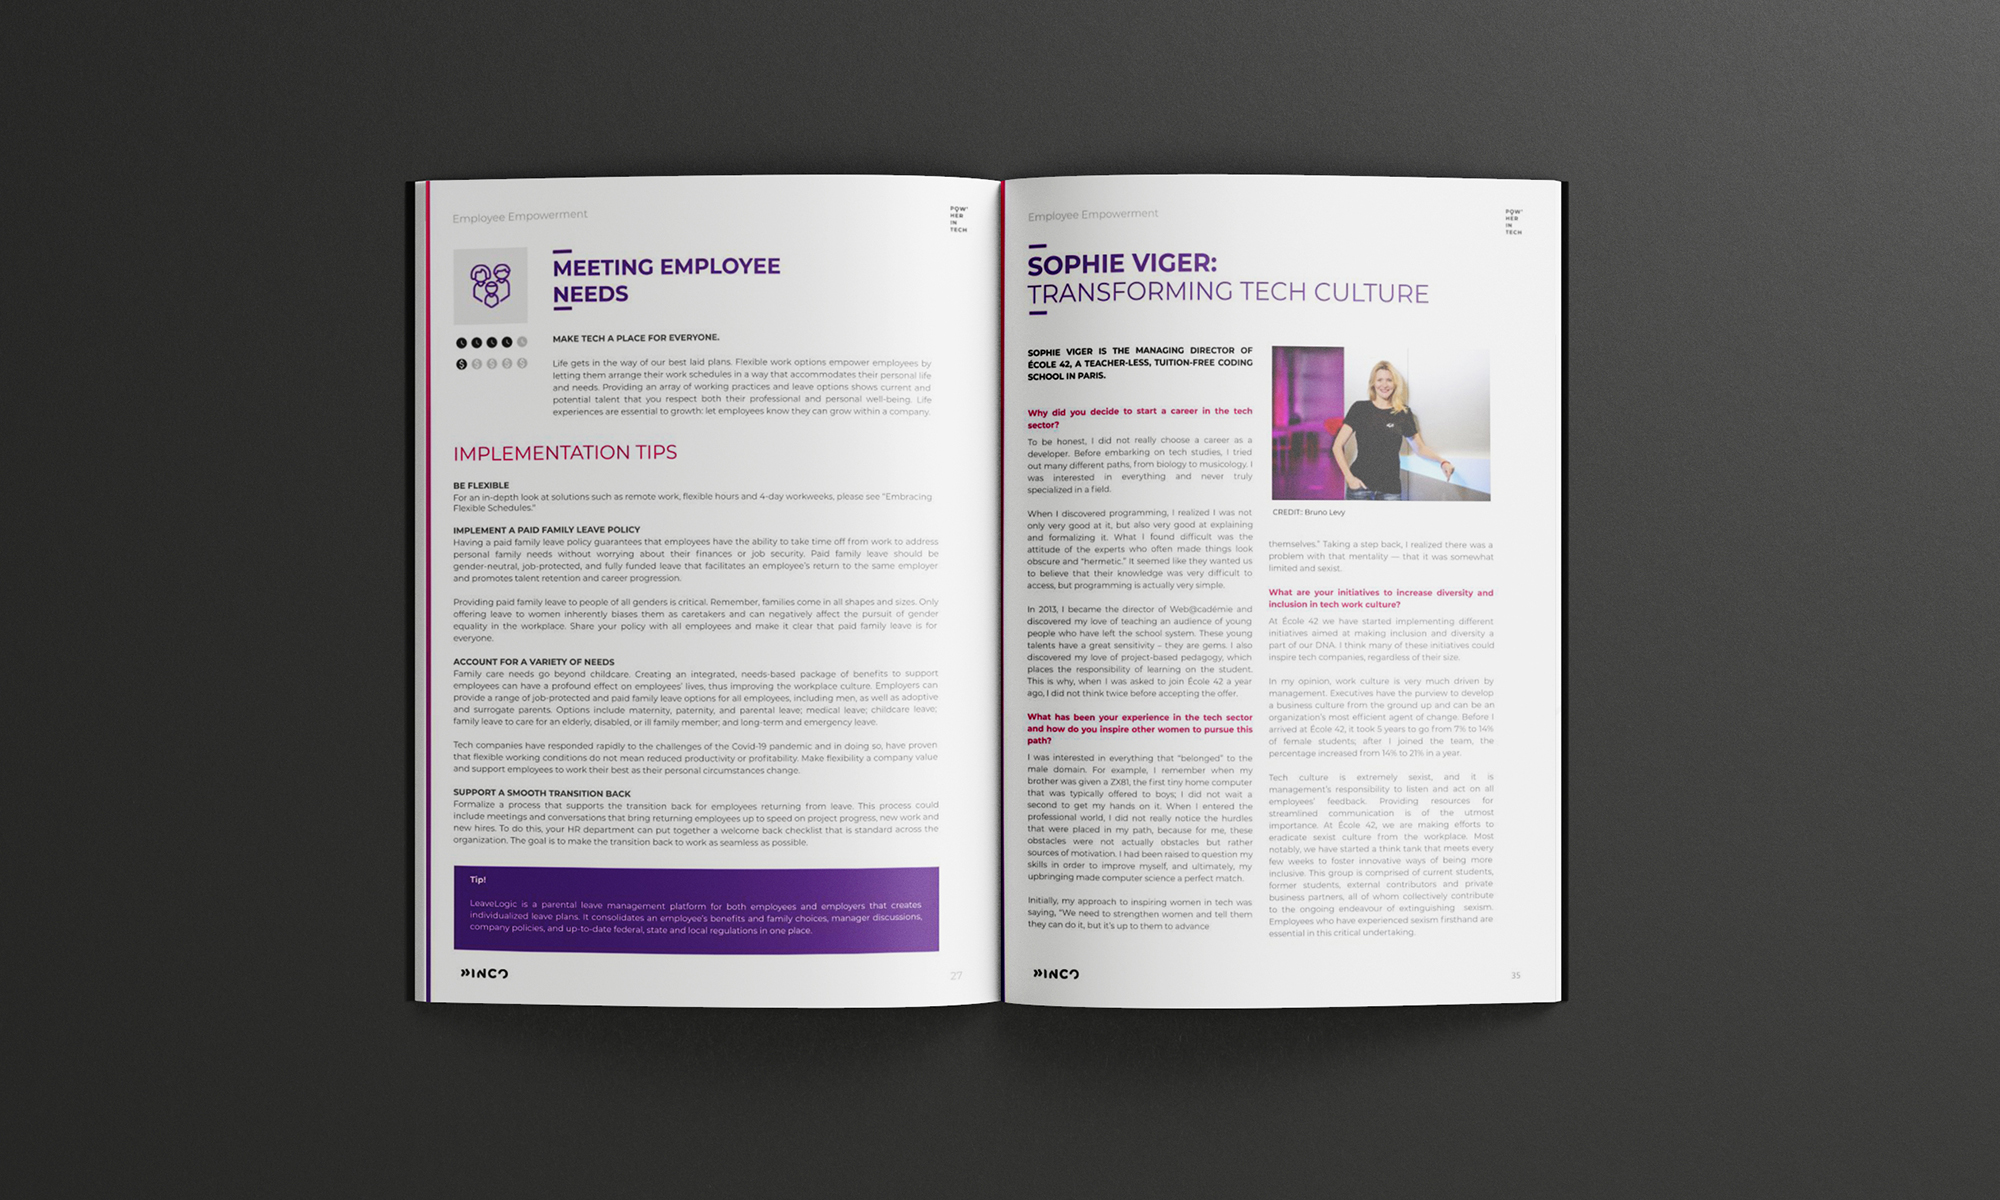 Employee Empowerment
POW'
HER
IN
TECH
MEETING EMPLOYEE
NEEDS
MAKE TECH A PLACE FOR EVERYONE.
Life gets in the way of our best laid plans. Flexible work options empower employees by
letting them arrange their work schedules in a way that accommodates their personal life
and needs. Providing an array of working practices and leave options shows current and
potential talent that you respect both their professional and personal well-being. Life
experiences are essential to growth: let employees know they can grow within a company.
IMPLEMENTATION TIPS
BE FLEXIBLE
For an in-depth look at solutions such as remote work, flexible hours and 4-day workweeks, please see "Embracing
Flexible Schedules."
IMPLEMENT A PAID FAMILY LEAVE POLICY
Having a paid family leave policy guarantees that employees have the ability to take time off from work to address
personal family needs without worrying about their finances or job security. Paid family leave should be
gender-neutral, job-protected, and fully funded leave that facilitates an employee's return to the same employer
and promotes talent retention and career progression.
Providing paid family leave to people of all genders is critical. Remember, families come in all shapes and sizes. Only
offering leave to women inherently biases them as caretakers and can negatively affect the pursuit of gender
equality in the workplace. Share your policy with all employees and make it clear that paid family leave is for
everyone.
ACCOUNT FOR A VARIETY OF NEEDS
Family care needs go beyond childcare. Creating an integrated, needs-based package of benefits to support
employees can have a profound effect on employees' lives, thus improving the workplace culture. Employers can
provide a range of job-protected and paid family leave options for all employees, including men, as well as adoptive
and surrogate parents. Options include maternity, paternity, and parental leave; medical leave; childcare leave;
family leave to care for an elderly, disabled, or ill family member; and long-term and emergency leave.
Tech companies have responded rapidly to the challenges of the Covid-19 pandemic and in doing so, have proven
that flexible working conditions do not mean reduced productivity or profitability. Make flexibility a company value
and support employees to work their best as their personal circumstances change.
SUPPORT A SMOOTH TRANSITION BACK
Formalize a process that supports the transition back for employees returning from leave. This process could
include meetings and conversations that bring returning employees up to speed on project progress, new work and
new hires. To do this, your HR department can put together a welcome back checklist that is standard across the
organization. The goal is to make the transition back to work as seamless as possible.
Tip!
LeaveLogic is a parental leave management platform for both employees and employers that creates
individualized leave plans. It consolidates an employee's benefits and family choices, manager discussions,
company policies, and up-to-date federal, state and local regulations in one place.
INCO
27
Employee Empowerment
POW'
HER
IN
TECH
SOPHIE VIGER:
TRANSFORMING TECH CULTURE
SOPHIE VIGER IS THE MANAGING DIRECTOR OF
ÉCOLE 42, A TEACHER-LESS, TUITION-FREE CODING
SCHOOL IN PARIS.
Why did you decide to start a career in the tech
sector?
To be honest, I did not really choose a career as a
developer. Before embarking on tech studies, I tried
out many different paths, from biology to musicology. I
was interested in everything and never truly
specialized in a field.
When I discovered programming, I realized I was not
only very good at it, but also very good at explaining
and formalizing it. What I found difficult was the
attitude of the experts who often made things look
obscure and "hermetic." It seemed like they wanted us
to believe that their knowledge was very difficult to
access, but programming is actually very simple.
In 2013, I became the director of Web@cadémie and
discovered my love of teaching an audience of young
people who have left the school system. These young
talents have a great sensitivity - they are gems. I also
discovered my love of project-based pedagogy, which
places the responsibility of learning on the student.
This is why, when I was asked to join École 42 a year
ago, I did not think twice before accepting the offer.
What has been your experience in the tech sector
and how do you inspire other women to pursue this
path?
I was interested in everything that "belonged" to the
male domain. For example, I remember when my
brother was given a ZX81, the first tiny home computer
that was typically offered to boys; I did not wait a
second to get my hands on it. When I entered the
professional world, I did not really notice the hurdles
that were placed in my path, because for me, these
obstacles were not actually obstacles but rather
sources of motivation. I had been raised to question my
skills in order to improve myself, and ultimately, my
upbringing made computer science a perfect match.
Initially, my approach to inspiring women in tech was
saying, "We need to strengthen women and tell them
they can do it, but it's up to them to advance
CREDIT: Bruno Levy
themselves." Taking a step back, I realized there was a
problem with that mentality — that it was somewhat
limited and sexist.
What are your initiatives to increase diversity and
inclusion in tech work culture?
At École 42 we have started implementing different
initiatives aimed at making inclusion and diversity a
part of our DNA. I think many of these initiatives could
inspire tech companies, regardless of their size.
In my opinion, work culture is very much driven by
management. Executives have the purview to develop
a business culture from the ground up and can be an
organization's most efficient agent of change. Before I
arrived at École 42, it took 5 years to go from 7% to 14%
of female students; after I joined the team, the
percentage increased from 14% to 21% in a year.
Tech culture is extremely sexist, and it is
management's responsibility to listen and act on all
employees' feedback. Providing resources for
streamlined communication is of the utmost
importance. At École 42, we are making efforts to
eradicate sexist culture from the workplace. Most
notably, we have started a think tank that meets every
few weeks to foster innovative ways of being more
inclusive. This group is comprised of current students,
former students, external contributors and private
business partners, all of whom collectively contribute
to the ongoing endeavour of extinguishing sexism.
Employees who have experienced sexism firsthand are
essential in this critical undertaking.
INCO
35